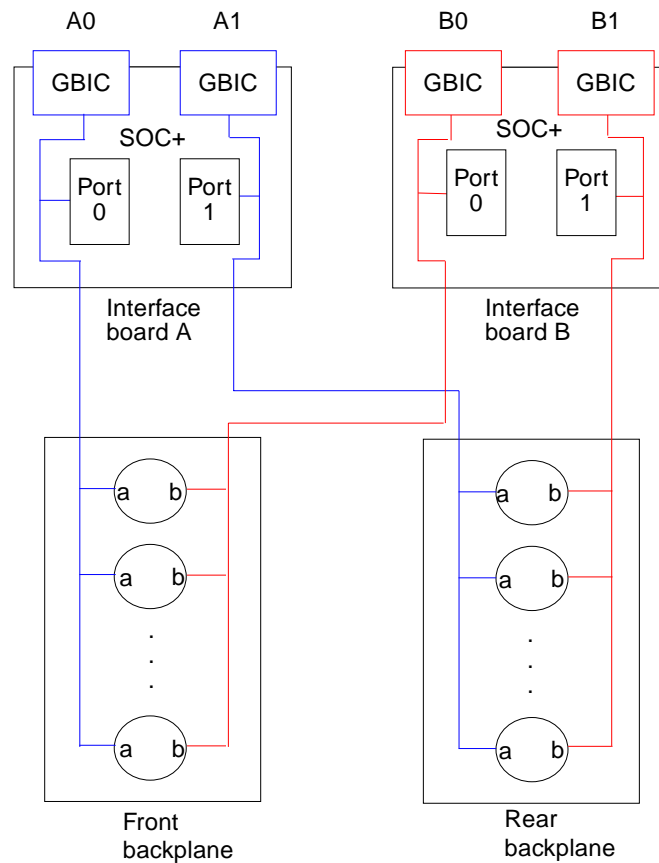 A0 A1 B0 B1
GBIC GBIC GBIC GBIC
SOC+ SOC+
Port 0
Port 1
Port 0
Port 1
Interface
board A
Interface
board B
a b a b
a b a b
. .
. .
. .
a b a b
Front
backplane
Rear
backplane